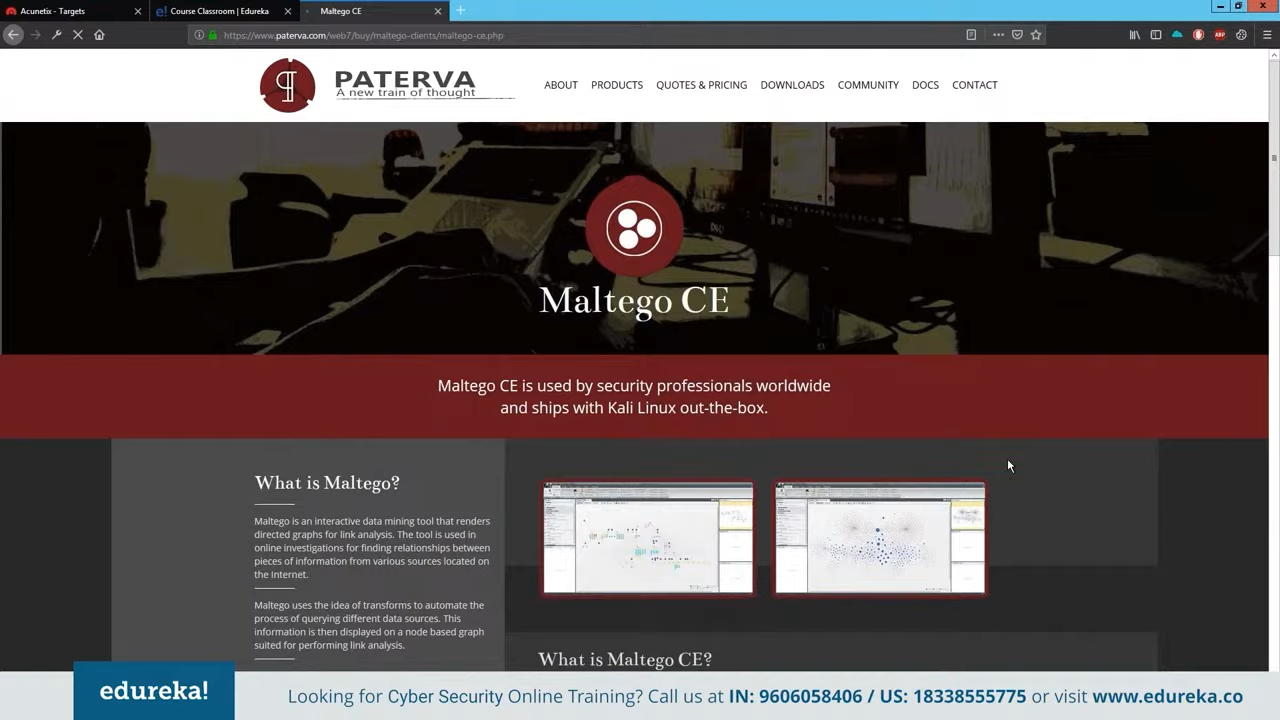 Acunetix - Targets
Course Classroom | Edureka
Maltego CE
https://www.paterva.com/web7/buy/maltego-clients/maltego-ce.php
PATERVA
A new train of thought
ABOUT PRODUCTS QUOTES & PRICING DOWNLOADS COMMUNITY DOCS CONTACT
Maltego CE
Maltego CE is used by security professionals worldwide
and ships with Kali Linux out-the-box.
What is Maltego?
Maltego is an interactive data mining tool that renders
directed graphs for link analysis. The tool is used in
online investigations for finding relationships between
pieces of information from various sources located on
the Internet.
Maltego uses the idea of transforms to automate the
process of querying different data sources. This
information is then displayed on a node based graph
suited for performing link analysis.
What is Maltego CE?
edureka!
Looking for Cyber Security Online Training? Call us at IN: 9606058406 / US: 18338555775 or visit www.edureka.co